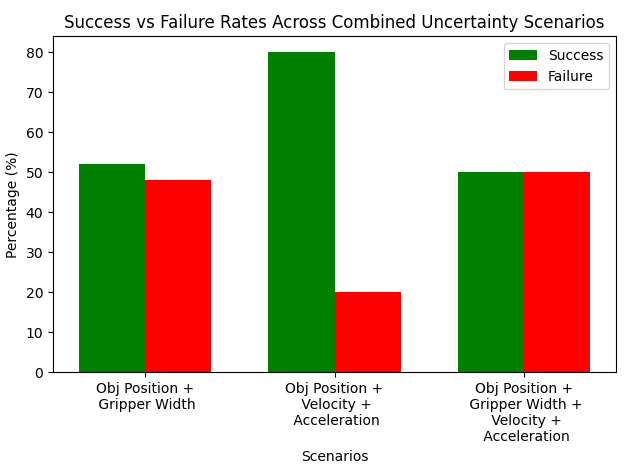 Success vs Failure Rates Across Combined Uncertainty Scenarios
Success
Failure
Percentage (%)
80
70
60
50
40
30
20
10
0
Obj Position +
Gripper Width
Obj Position +
Velocity +
Acceleration
Obj Position +
Gripper Width +
Velocity +
Acceleration
Scenarios